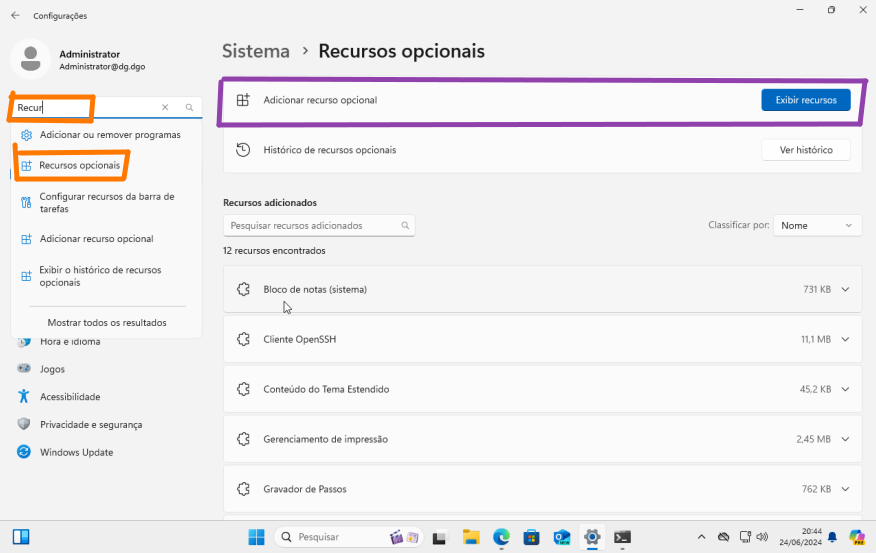 Configurações
Administrator
Administrator@dg.dgo
Recur
Adicionar ou remover programas
Recursos opcionais
Configurar recursos da barra de
tarefas
Adicionar recurso opcional
Exibir o histórico de recursos
opcionais
Mostrar todos os resultados
Hora e idioma
Jogos
Acessibilidade
Privacidade e segurança
Windows Update
Sistema > Recursos opcionais
Adicionar recurso opcional Exibir recursos
Histórico de recursos opcionais Ver histórico
Recursos adicionados
Pesquisar recursos adicionados Classificar por: Nome
12 recursos encontrados
Bloco de notas (sistema) 731 KB
Cliente OpenSSH 11,1 MB
Conteúdo do Tema Estendido 45,2 KB
Gerenciamento de impressão 2,45 MB
Gravador de Passos 762 KB
Pesquisar
20:44
24/06/2024
PRE